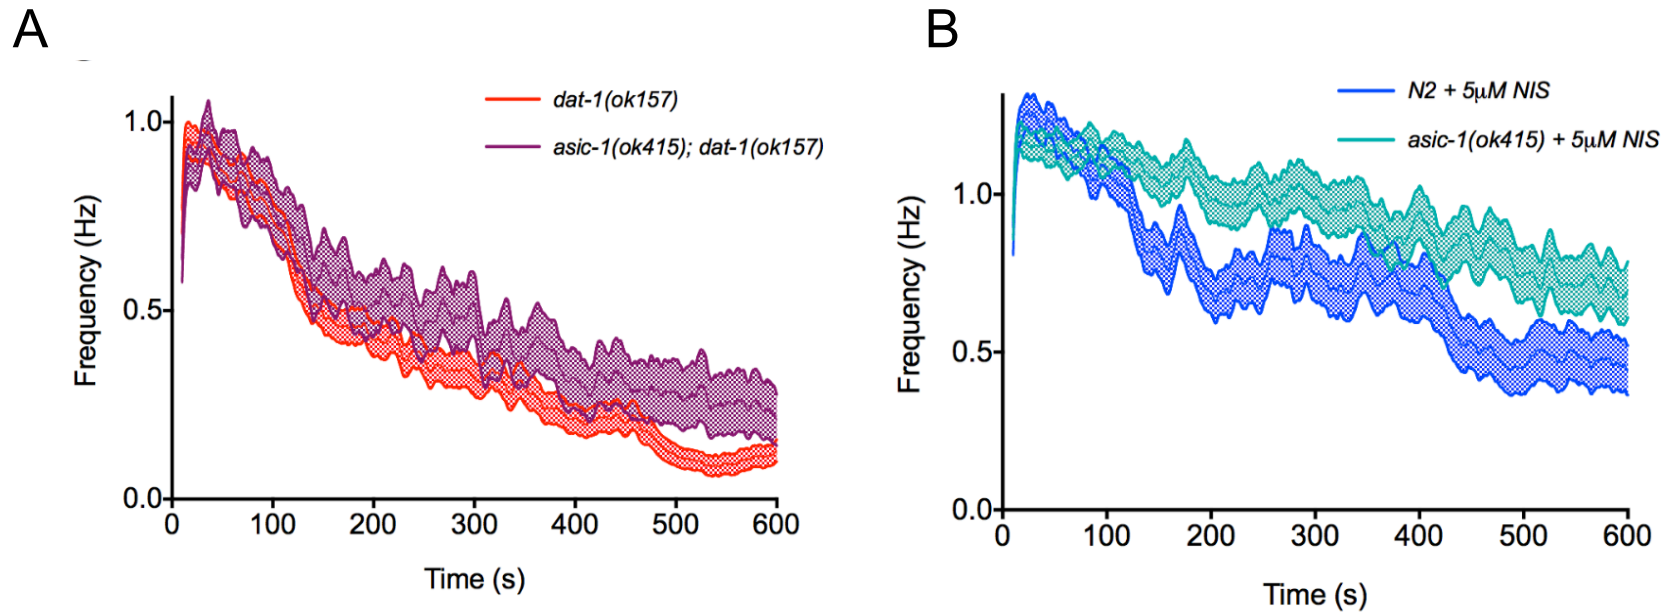 A
dat-1(ok157)
asic-1(ok415); dat-1(ok157)
Frequency (Hz)
1.0
0.5
0.0
0 100 200 300 400 500 600
Time (s)
B
N2 + 5µM NIS
asic-1(ok415) + 5µM NIS
Frequency (Hz)
1.0
0.5
0.0
0 100 200 300 400 500 600
Time (s)